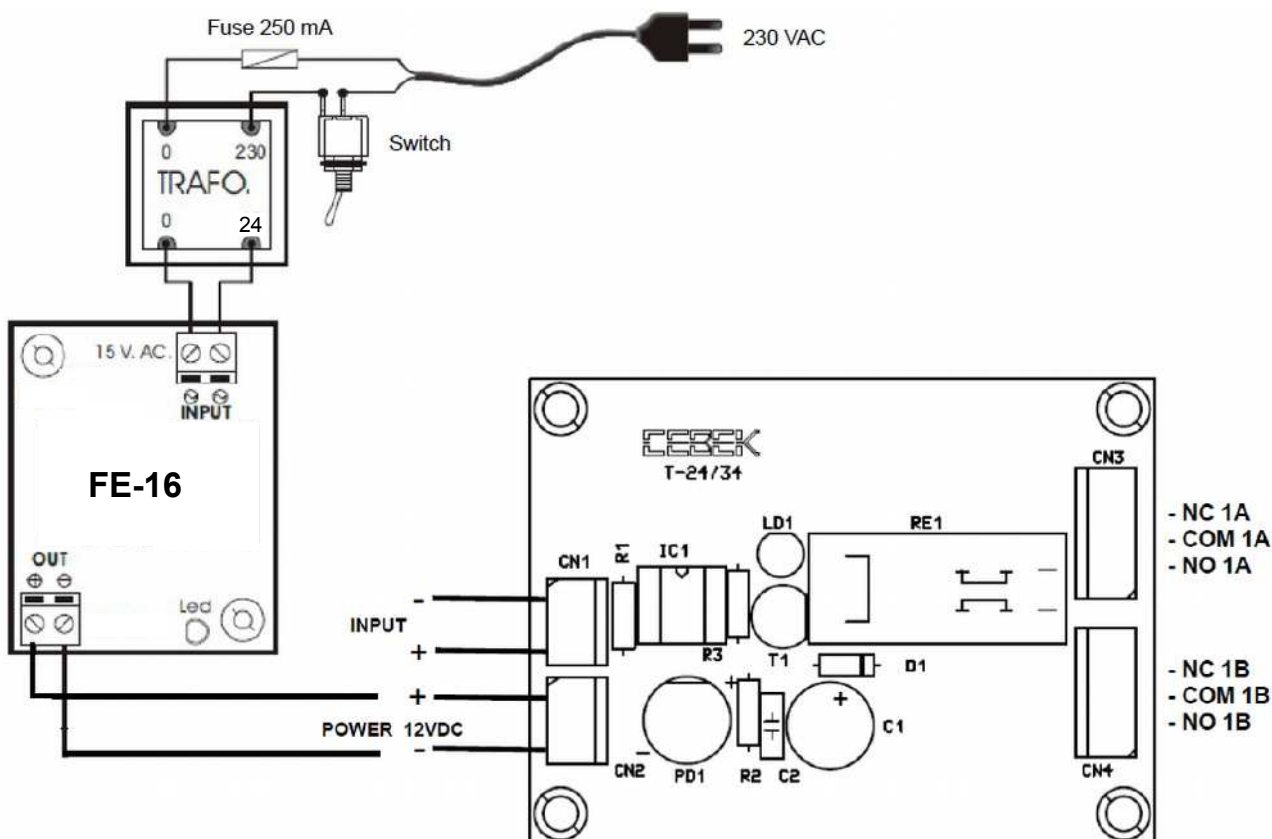 Fuse 250 mA
230 VAC
Switch
0 230
TRAFO.
0 24
15 V. AC.
INPUT
FE-16
OUT
Led
CEBEK
T-24/34
CN3
LD1
RE1
- NC 1A
- COM 1A
- NO 1A
CN1
R1
IC1
-
INPUT
+
R3
T1
D1
+
POWER 12VDC
-
+
-
+
C1
CN2
PD1
R2
C2
CN4
- NC 1B
- COM 1B
- NO 1B